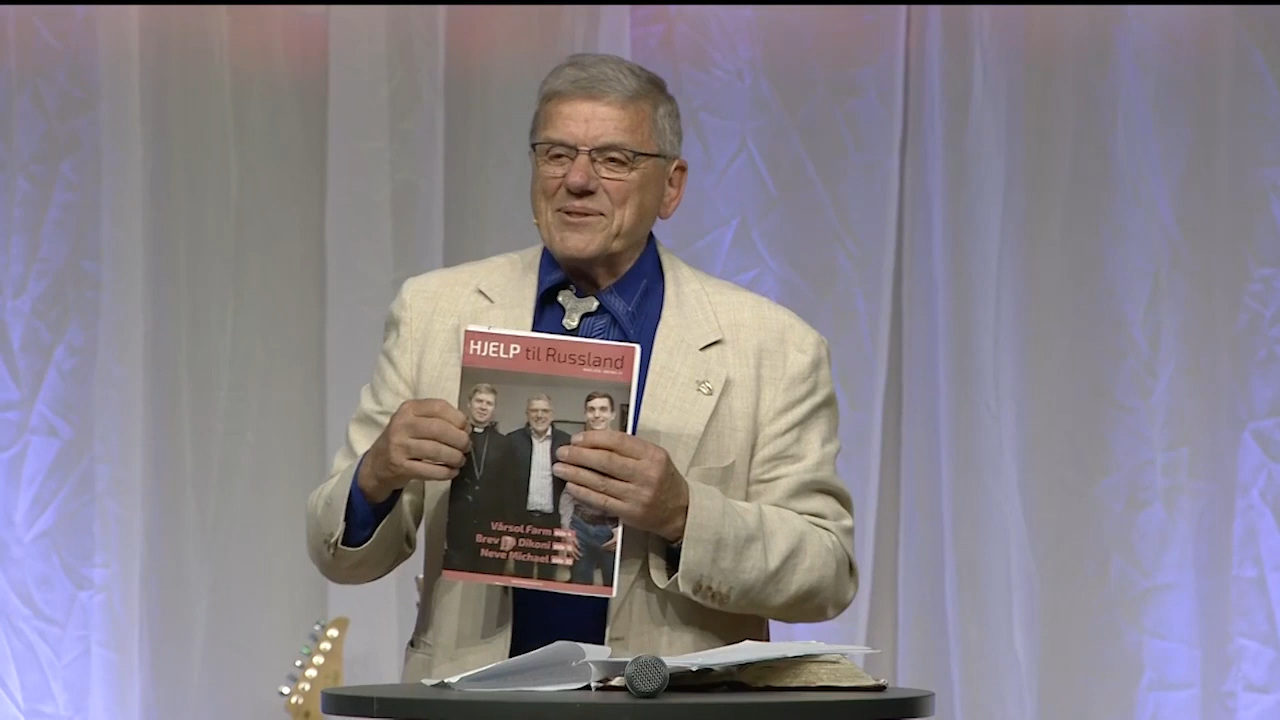 HJELP til Russland
Vårsol Farm
Brev Dikoni
Neve Michael